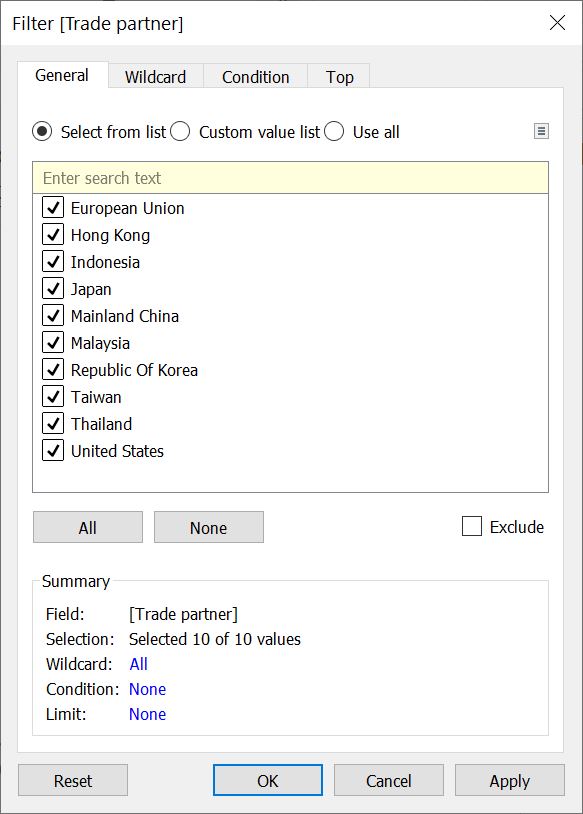 Filter [Trade partner]
General Wildcard Condition Top
Select from list Custom value list Use all
Enter search text
European Union
Hong Kong
Indonesia
Japan
Mainland China
Malaysia
Republic Of Korea
Taiwan
Thailand
United States
All None Exclude
Summary
Field: [Trade partner]
Selection: Selected 10 of 10 values
Wildcard: All
Condition: None
Limit: None
Reset OK Cancel Apply